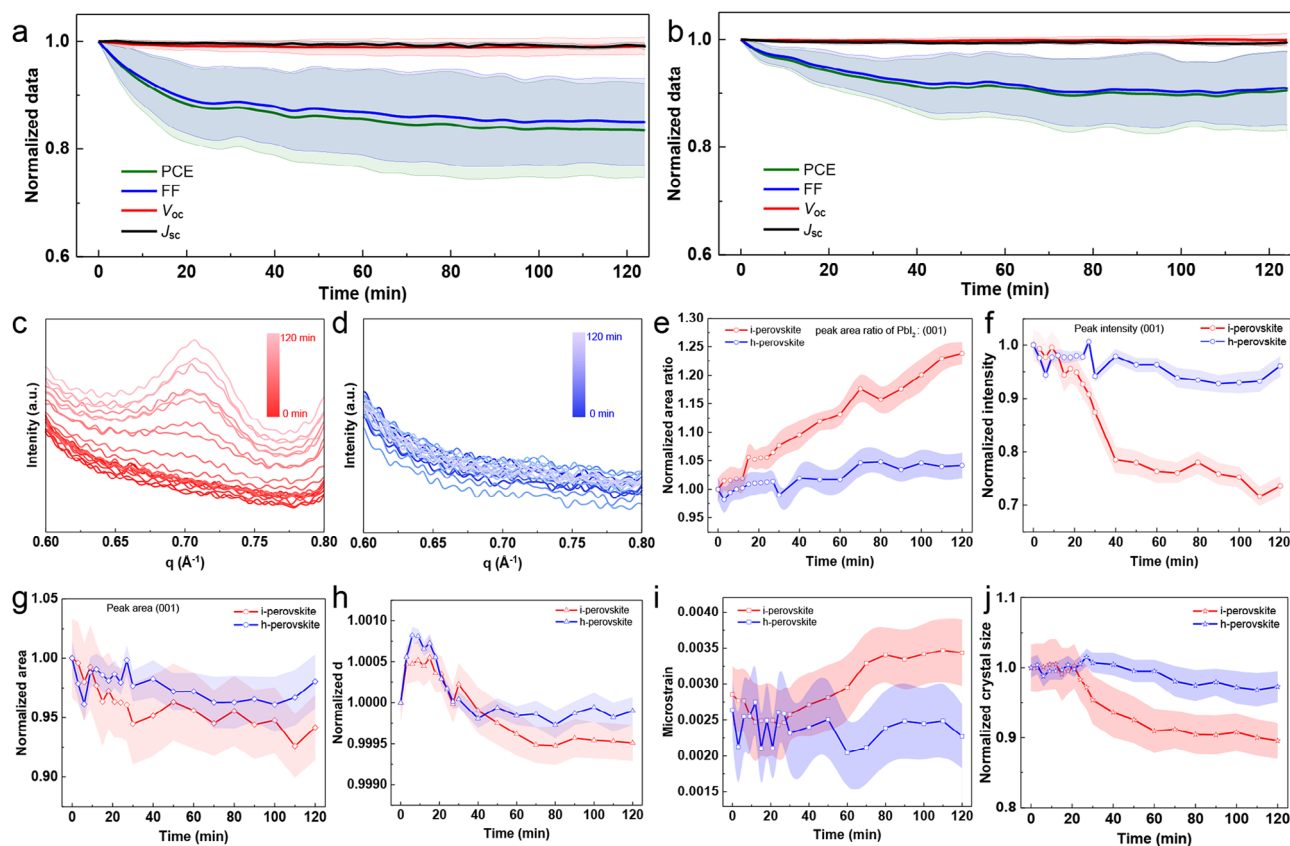 a
Normalized data
1.0
0.8
0.6
PCE
FF
Voc
Jsc
0 20 40 60 80 100 120
Time (min)
b
Normalized data
1.0
0.8
0.6
PCE
FF
Voc
Jsc
0 20 40 60 80 100 120
Time (min)
c
Intenity (a.u.)
120 min
0 min
0.60 0.65 0.70 0.75 0.80
q (Å⁻¹)
d
Intenity (a.u.)
120 min
0 min
0.60 0.65 0.70 0.75 0.80
q (Å⁻¹)
e
Normalized area ratio
1.30
1.25
1.20
1.15
1.10
1.05
1.00
0.95
i-perovskite
h-perovskite
peak area ratio of PbI₂: (001)
0 20 40 60 80 100 120
Time (min)
f
Normalized intensity
1.0
0.9
0.8
0.7
Peak intensity (001)
i-perovskite
h-perovskite
0 20 40 60 80 100 120
Time (min)
g
Normalized area
1.05
1.00
0.95
0.90
Peak area (001)
i-perovskite
h-perovskite
0 20 40 60 80 100 120
Time (min)
h
Normalized d
1.0010
1.0005
1.0000
0.9995
0.9990
i-perovskite
h-perovskite
0 20 40 60 80 100 120
Time (min)
i
Microstrain
0.0040
0.0035
0.0030
0.0025
0.0020
0.0015
i-perovskite
h-perovskite
0 20 40 60 80 100 120
Time (min)
j
Normalized crystal size
1.1
1.0
0.9
0.8
i-perovskite
h-perovskite
0 20 40 60 80 100 120
Time (min)